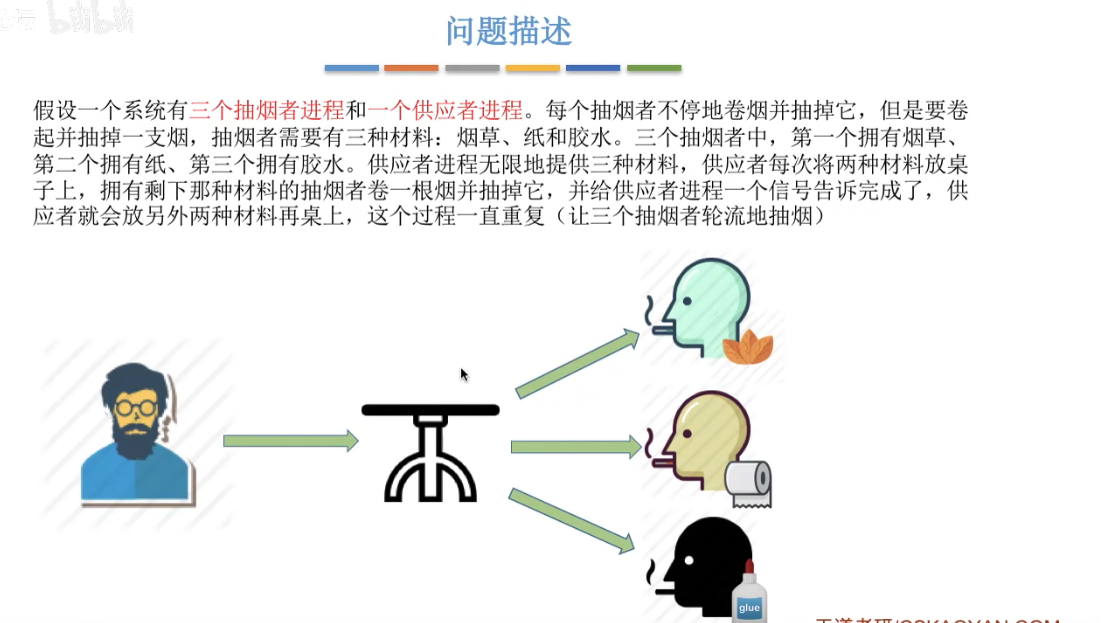 bilibili
问题描述
假设一个系统有三个抽烟者进程和一个供应者进程。每个抽烟者不停地卷烟并抽掉它，但是要卷
起并抽掉一支烟，抽烟者需要有三种材料：烟草、纸和胶水。三个抽烟者中，第一个拥有烟草、
第二个拥有纸、第三个拥有胶水。供应者进程无限地提供三种材料，供应者每次将两种材料放桌
子上，拥有剩下那种材料的抽烟者卷一根烟并抽掉它，并给供应者进程一个信号告诉完成了，供
应者就会放另外两种材料再桌上，这个过程一直重复（让三个抽烟者轮流地抽烟）
glue